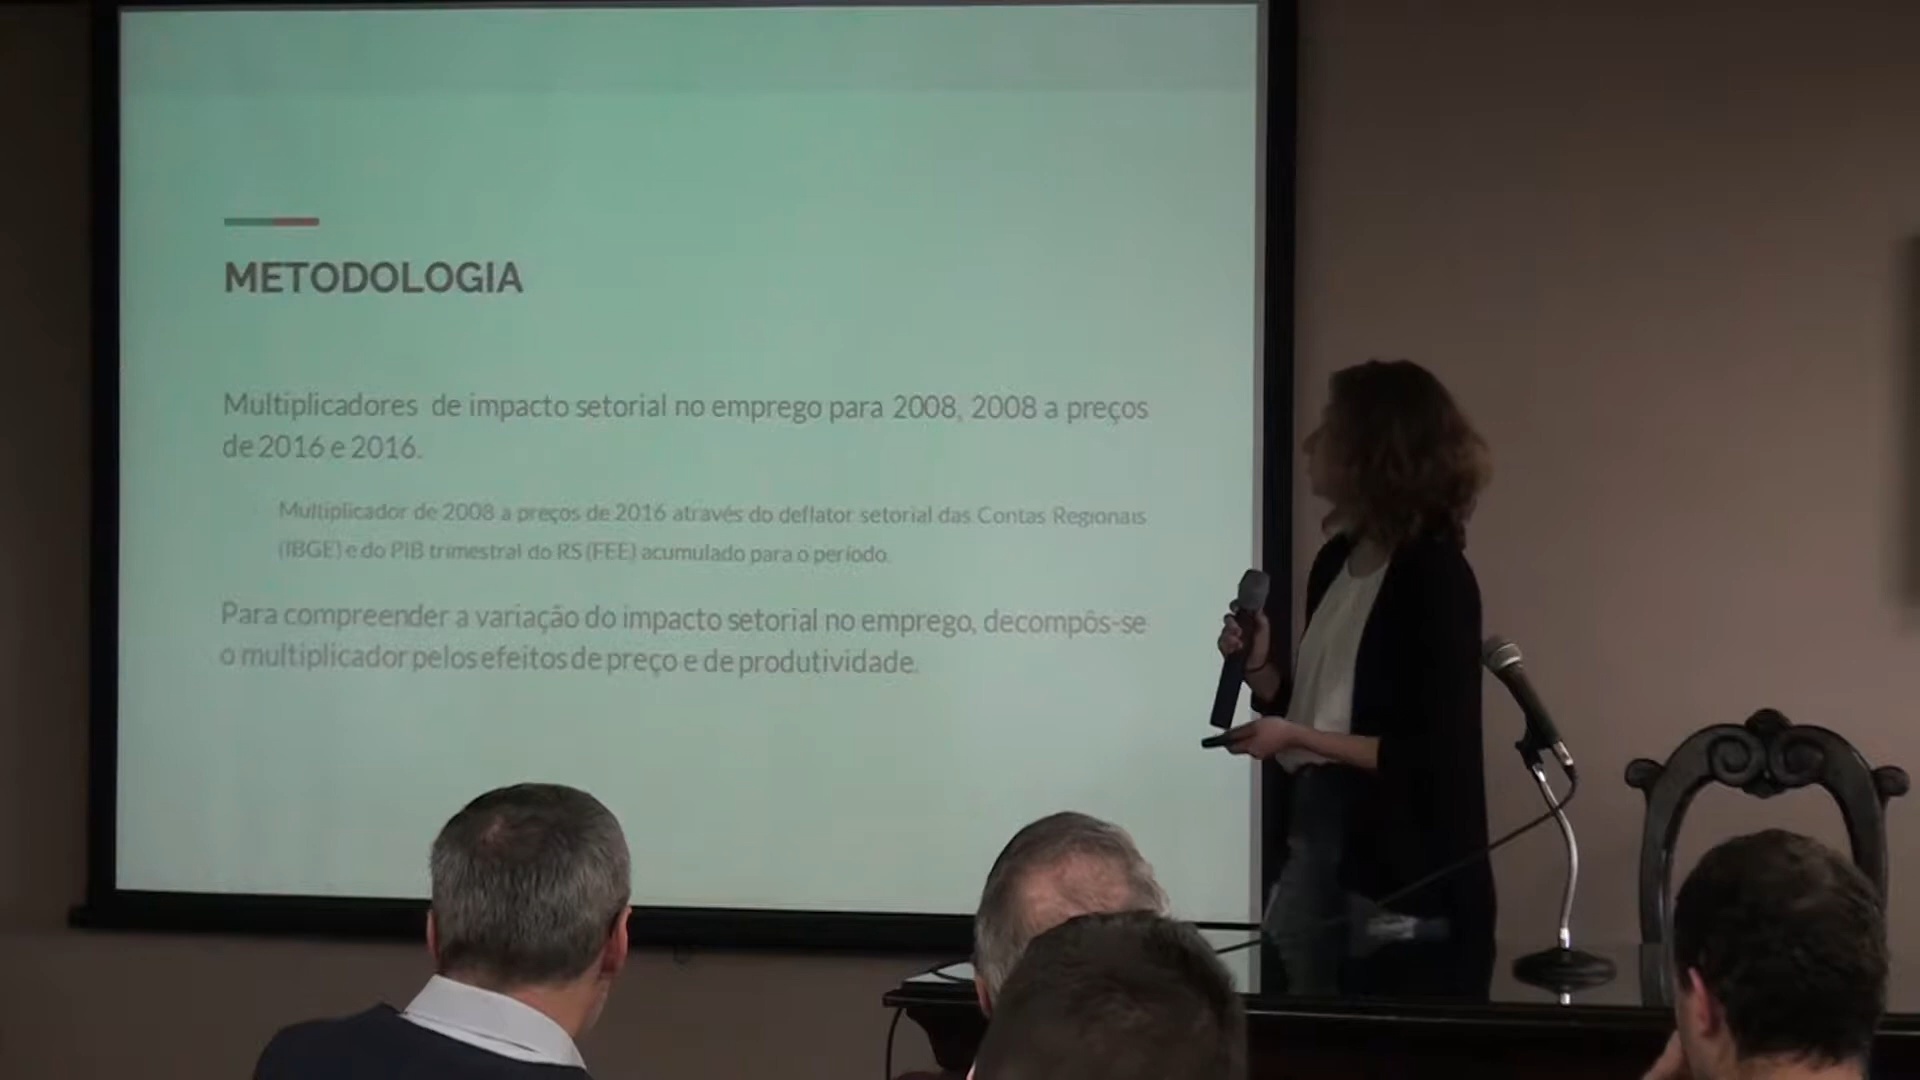 METODOLOGIA
Multiplicadores de impacto setorial no emprego para 2008, 2008 a preços
de 2016 e 2016.
Multiplicador de 2008 a preços de 2016 através do deflator setorial das Contas Regionais
(IBGE) e do PIB trimestral do RS (FEE) acumulado para o período.
Para compreender a variação do impacto setorial no emprego, decompôs-se
o multiplicador pelos efeitos de preço e de produtividade.